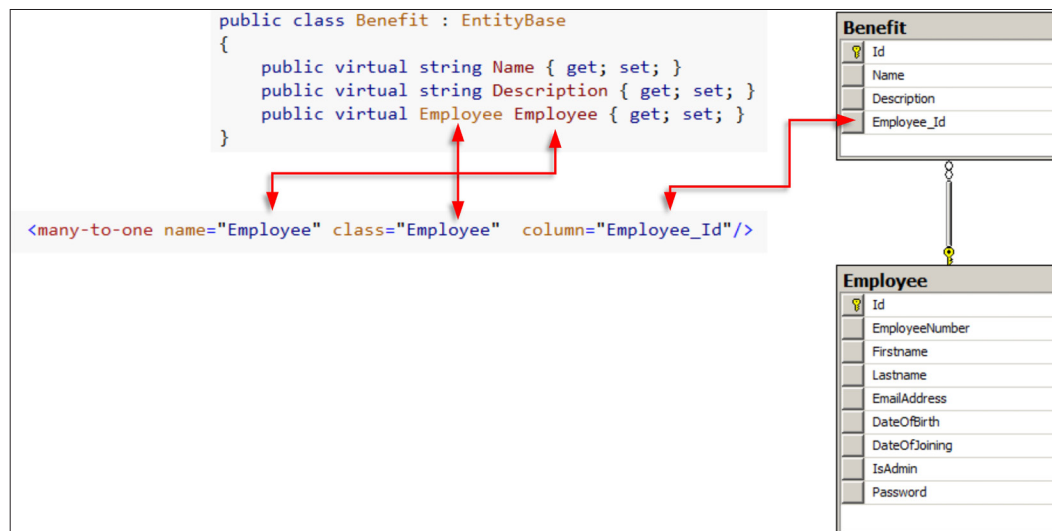 public class Benefit : EntityBase
{
public virtual string Name { get; set; }
public virtual string Description { get; set; }
public virtual Employee Employee { get; set; }
}
<many-to-one name="Employee" class="Employee"  column="Employee_Id"/>
Benefit
Id
Name
Description
Employee_Id
Employee
Id
EmployeeNumber
Firstname
Lastname
EmailAddress
DateOfBirth
DateOfJoining
IsAdmin
Password